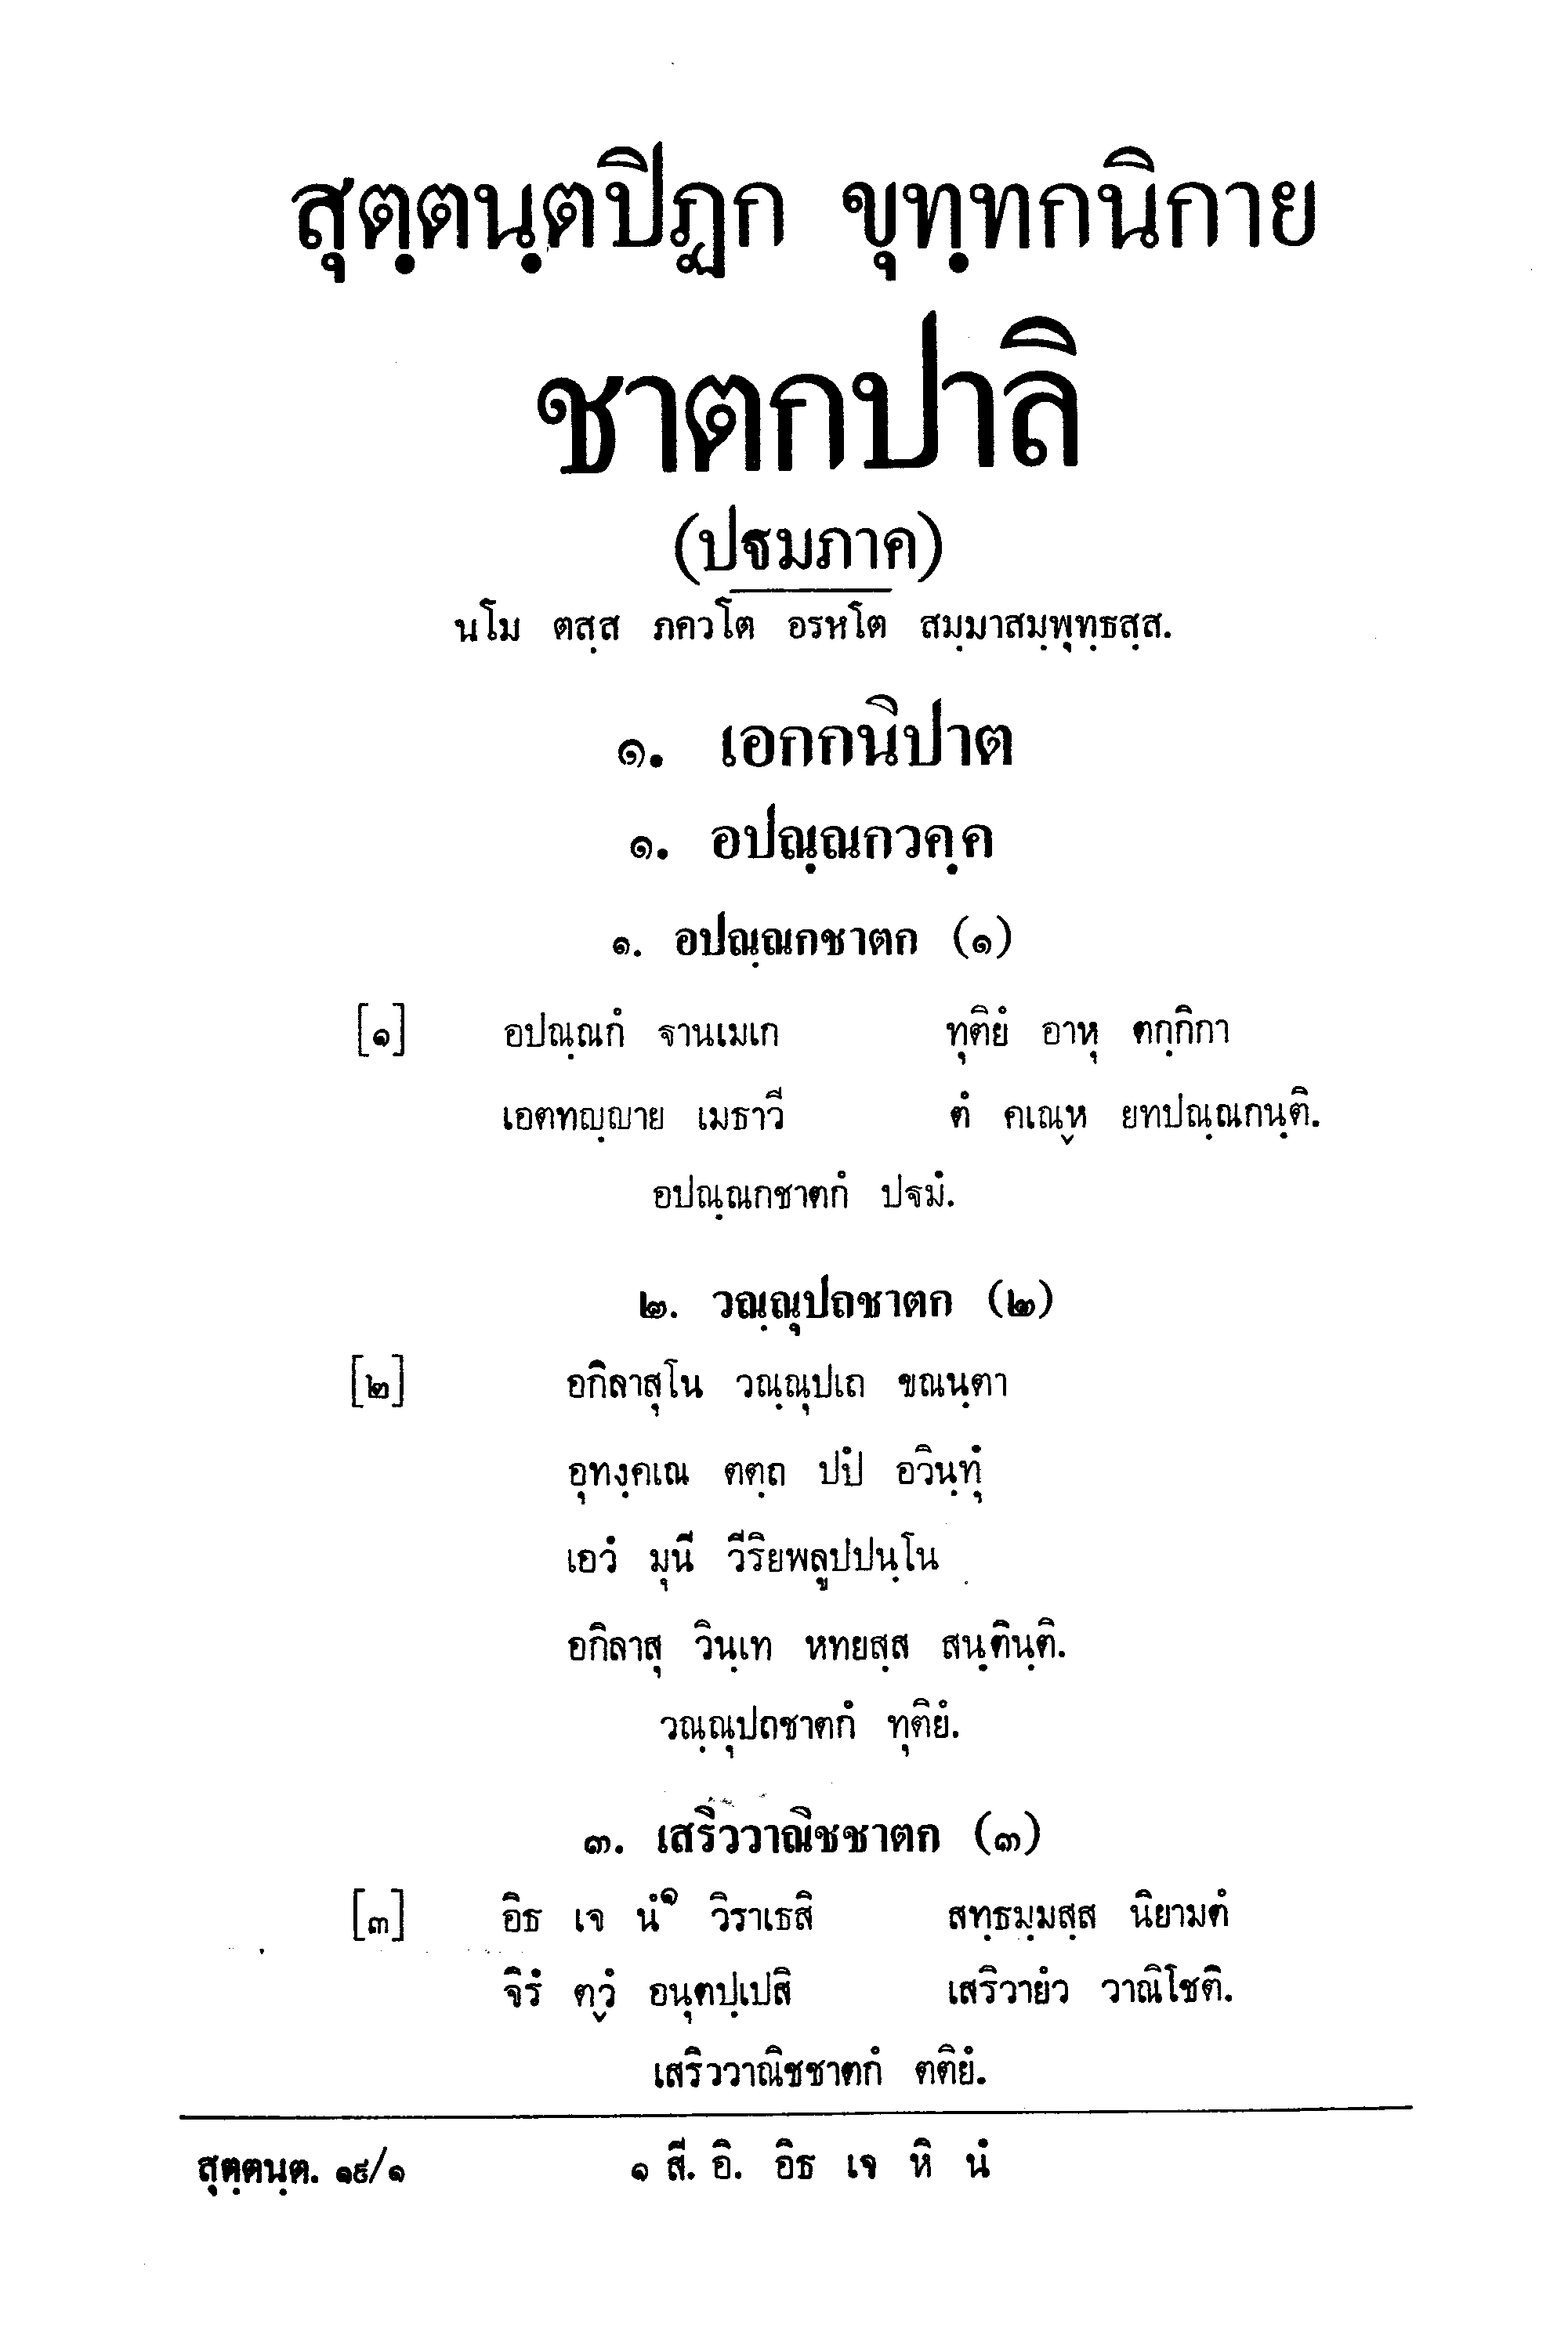 สุตฺตนฺตปิฏก ขุทฺทกนิกาย
ชาตกปาลิ
(ปฐมภาค)
นโม ตสฺส ภควโต อรหโต สมฺมาสมฺพุทฺธสฺส.
๑. เอกกนิปาต
๑. อปณฺณกวคฺค
๑. อปณฺณกชาตก (๑)
[๑] อปณฺณกํ ฐานเมเก ทุติยํ อาหุ ตกฺกิกา
เอตทญฺญาย เมธาวี ตํ คเณฺห ยทปณฺณกนฺติ.
อปณฺณกชาตกํ ปฐมํ.
๒. วณฺณุปถชาตก (๒)
[๒] อกิลาสุโน วณฺณุปเถ ขณนฺตา
อุทงฺคเณ ตตฺถ ปปํ อวินฺทุํ
เอวํ มุนี วีริยพลูปปนฺโน
อกิลาสุ วินฺเท หทยสฺส สนฺตินฺติ.
วณฺณุปถชาตกํ ทุติยํ.
๓. เสริววาณิชชาตก (๓)
[๓] อิธ เจ นํ๑ วิราเธสิ สทฺธมฺมสฺส นิยามตํ
จิรํ ตฺวํ อนุตปฺเปสิ เสริวายํว วาณิโชติ.
เสริววาณิชชาตกํ ตติยํ.
สุตฺตนฺต. ๑๙/๑ ๑ สี. อิ. อิธ เจ หิ นํ